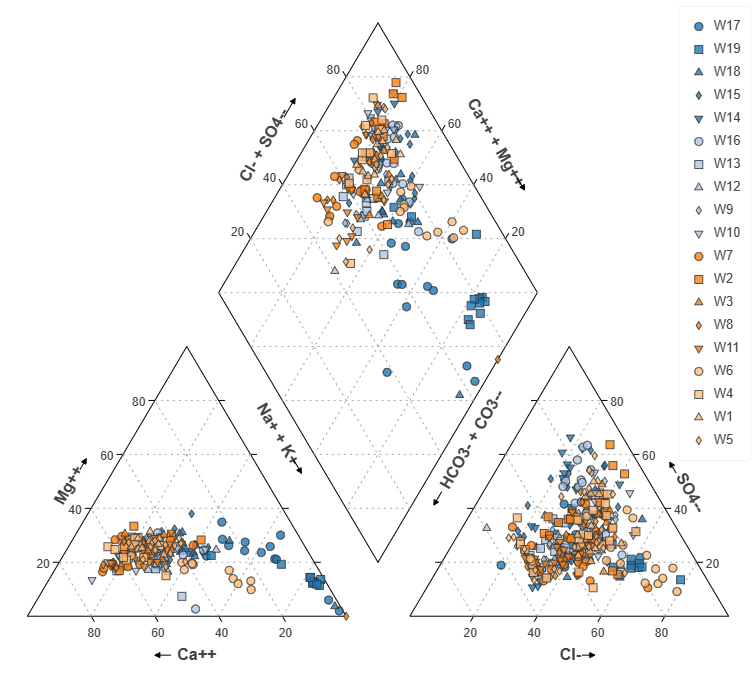 80
80
60
60
40
40
20
20
Cl- + SO4--
Ca++ + Mg++
Na+ + K+
HCO3- + CO3--
80
60
40
20
Mg++
80
60
40
20
Ca++
80
60
40
20
SO4--
20
40
60
80
Cl-
W17
W19
W18
W15
W14
W16
W13
W12
W9
W10
W7
W2
W3
W8
W11
W6
W4
W1
W5